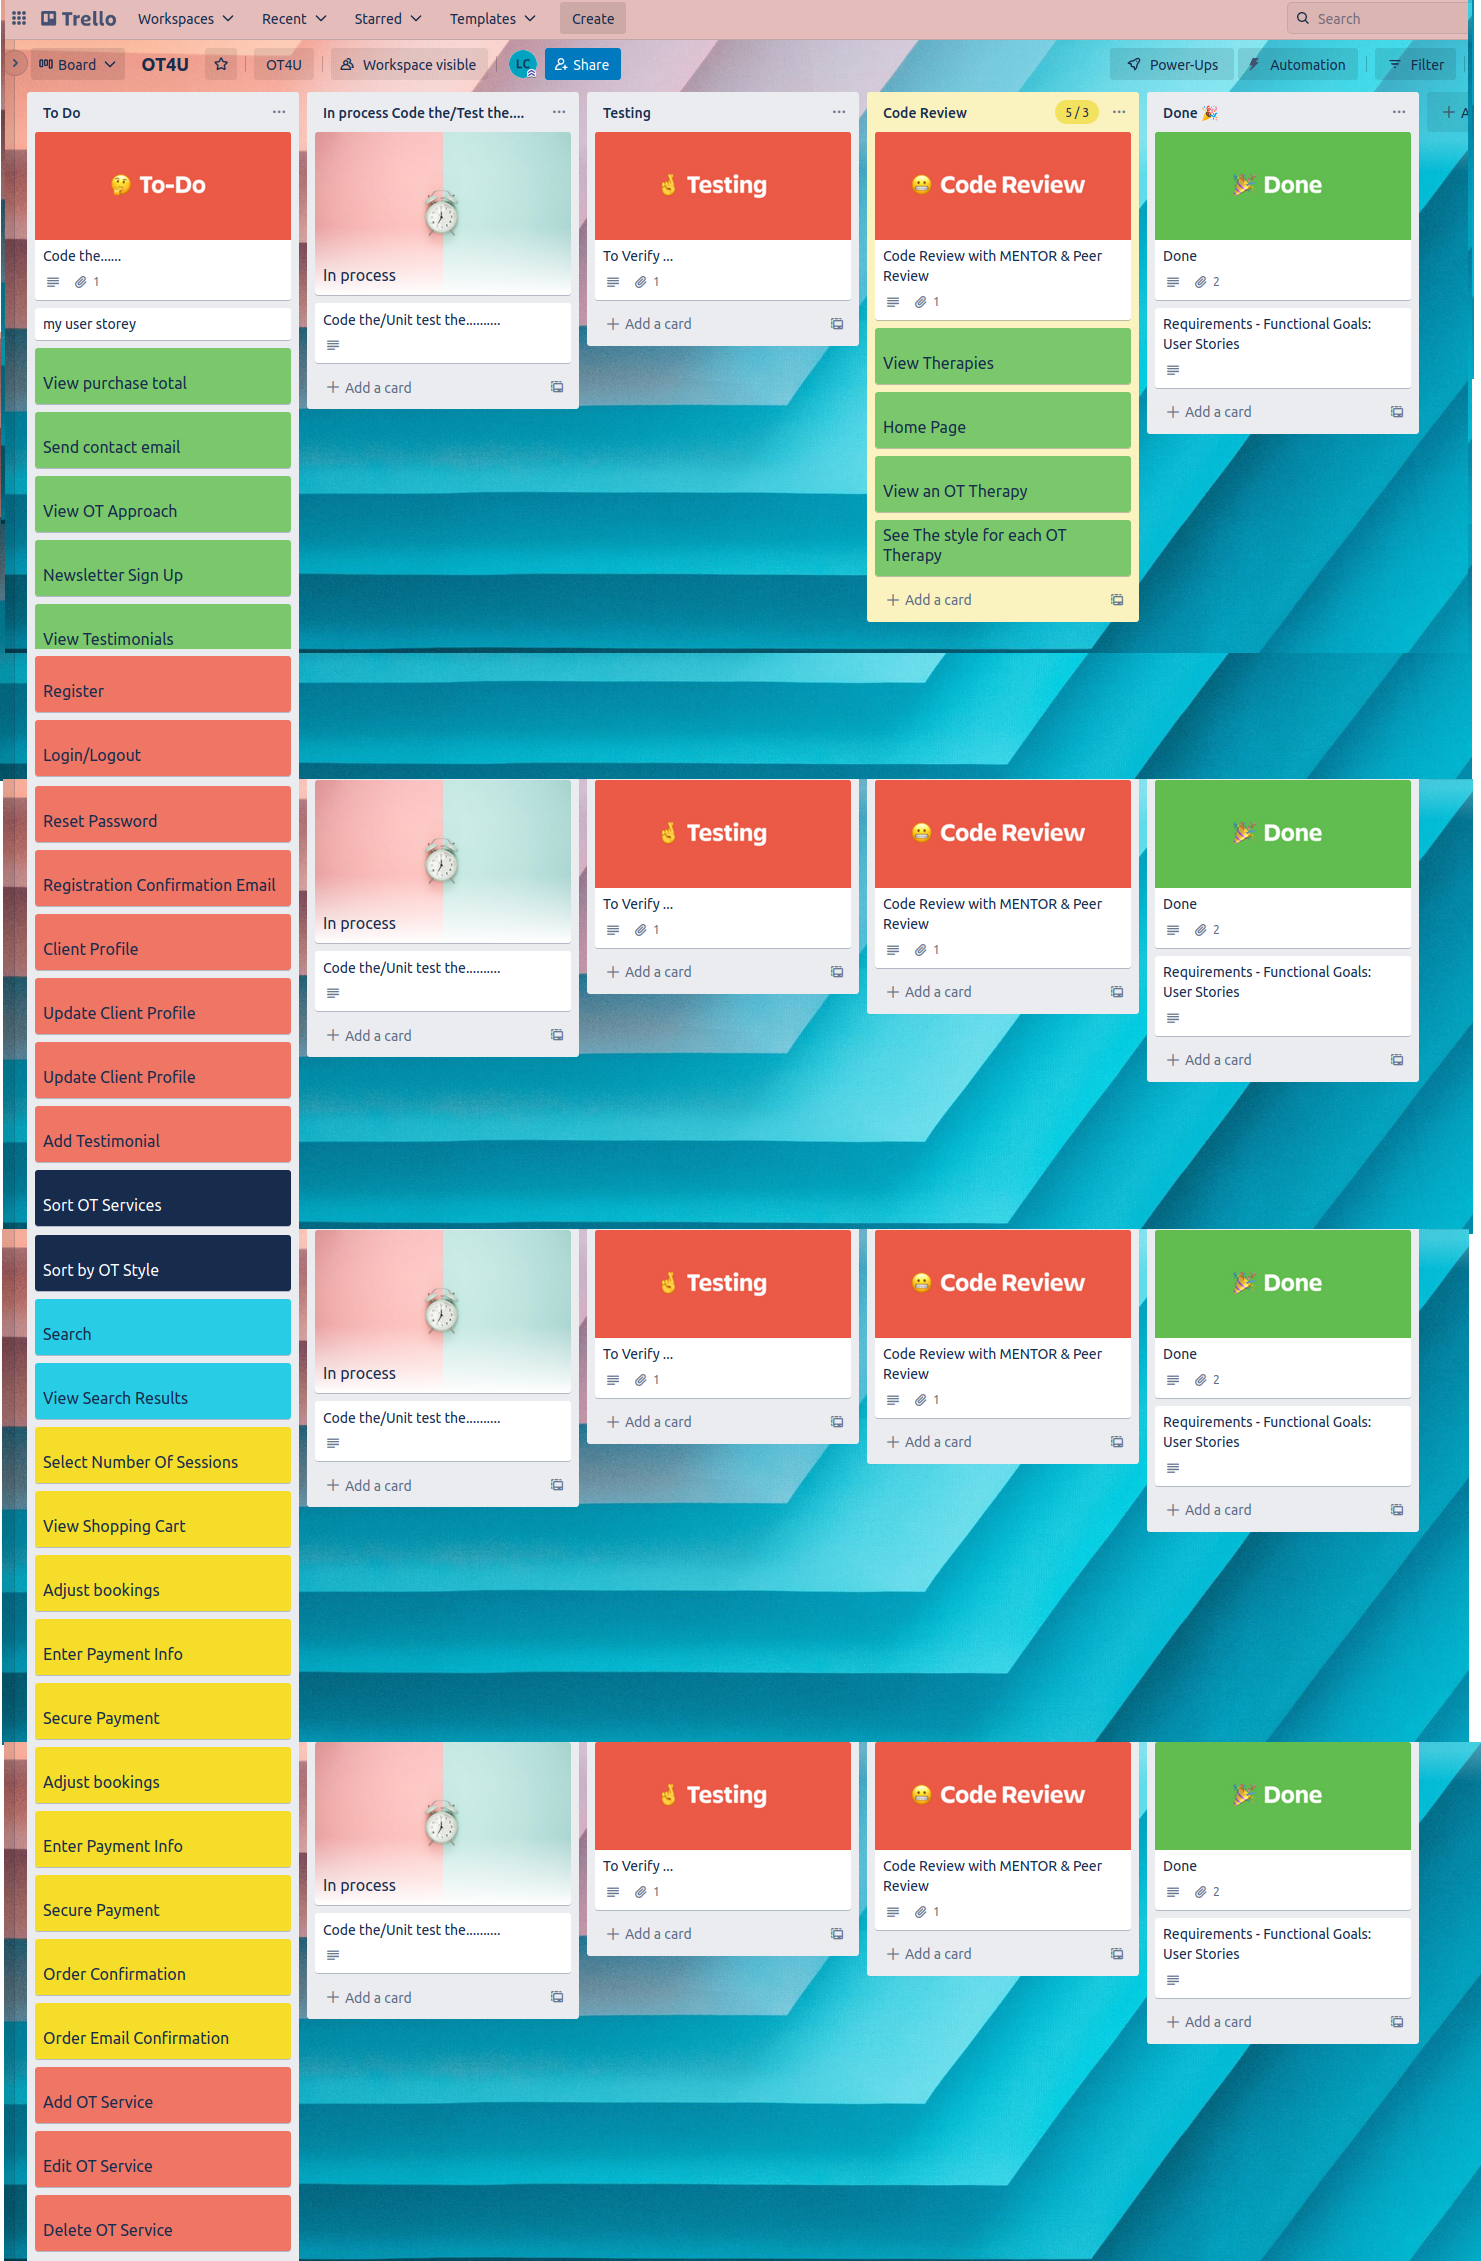 Trello
Workspaces
Recent
Starred
Templates
Create
Search
Board
OT4U
OT4U
Workspace visible
LC
Share
Power-Ups
Automation
Filter
To Do
To-Do
Code the......
1
my user storey
View purchase total
Send contact email
View OT Approach
Newsletter Sign Up
View Testimonials
Register
Login/Logout
Reset Password
Registration Confirmation Email
Client Profile
Update Client Profile
Update Client Profile
Add Testimonial
Sort OT Services
Sort by OT Style
Search
View Search Results
Select Number Of Sessions
View Shopping Cart
Adjust bookings
Enter Payment Info
Secure Payment
Adjust bookings
Enter Payment Info
Secure Payment
Order Confirmation
Order Email Confirmation
Add OT Service
Edit OT Service
Delete OT Service
In process Code the/Test the....
In process
Code the/Unit test the..........
+ Add a card
Testing
Testing
To Verify ...
1
+ Add a card
Code Review
5 / 3
Code Review
Code Review with MENTOR & Peer
Review
1
View Therapies
Home Page
View an OT Therapy
See The style for each OT
Therapy
+ Add a card
Done
Done
Done
2
Requirements - Functional Goals:
User Stories
+ Add a card
+ A
In process
Code the/Unit test the..........
+ Add a card
Testing
To Verify ...
1
+ Add a card
Code Review
Code Review with MENTOR & Peer
Review
1
+ Add a card
Done
Done
2
Requirements - Functional Goals:
User Stories
+ Add a card
In process
Code the/Unit test the..........
+ Add a card
Testing
To Verify ...
1
+ Add a card
Code Review
Code Review with MENTOR & Peer
Review
1
+ Add a card
Done
Done
2
Requirements - Functional Goals:
User Stories
+ Add a card
In process
Code the/Unit test the..........
+ Add a card
Testing
To Verify ...
1
+ Add a card
Code Review
Code Review with MENTOR & Peer
Review
1
+ Add a card
Done
Done
2
Requirements - Functional Goals:
User Stories
+ Add a card